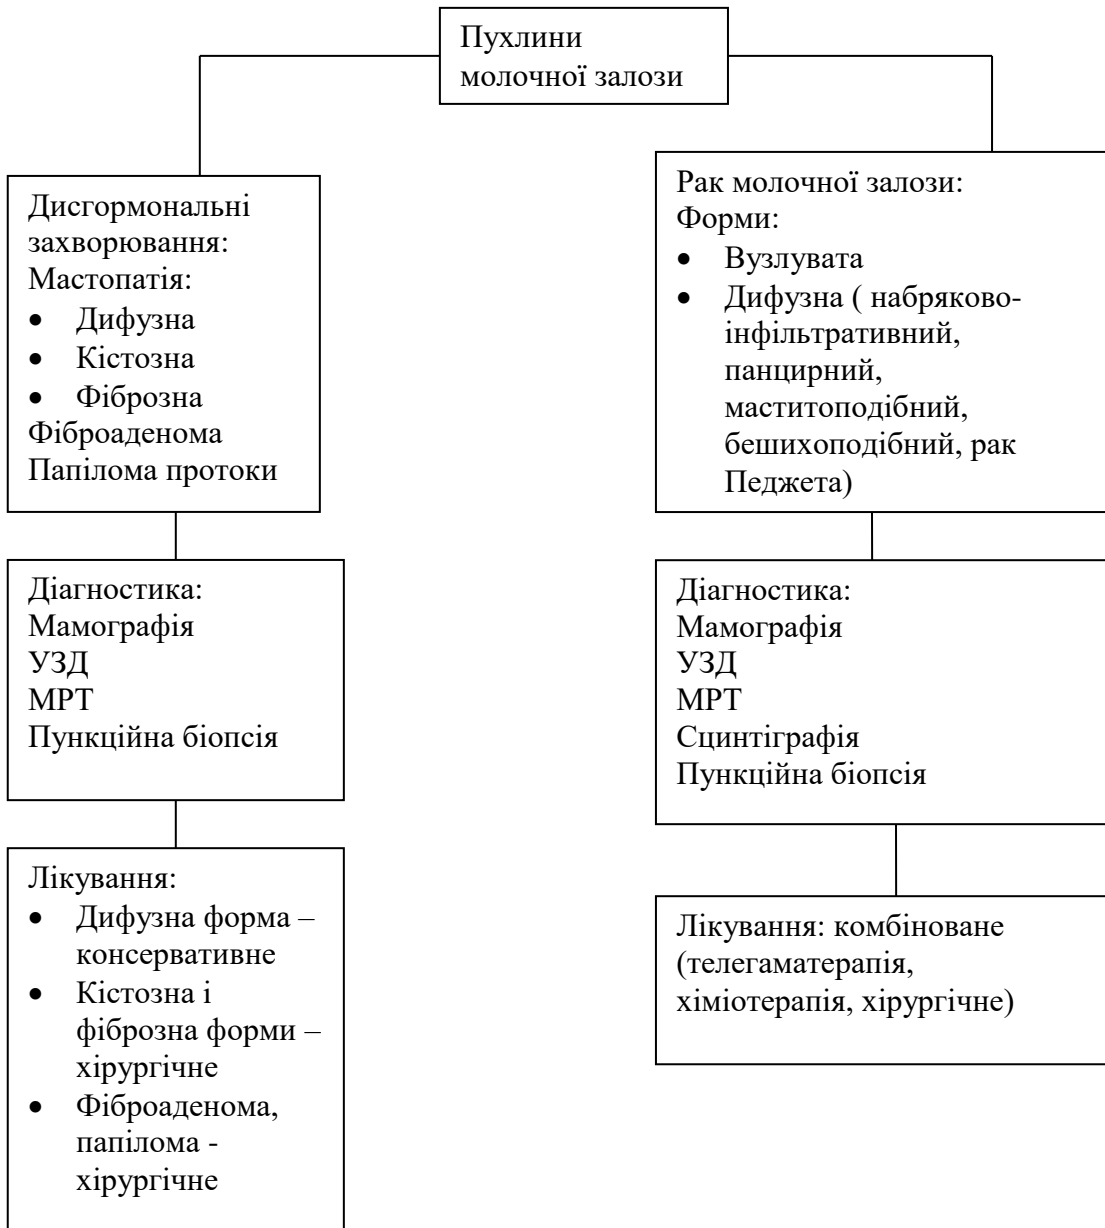 Пухлини
молочної залози
Дисгормональні
захворювання:
Мастопатія:
• Дифузна
• Кістозна
• Фіброзна
Фіброаденома
Папілома протоки
Діагностика:
Мамографія
УЗД
МРТ
Пункційна біопсія
Лікування:
• Дифузна форма –
консервативне
• Кістозна і
фіброзна форми –
хірургічне
• Фіброаденома,
папілома -
хірургічне
Рак молочної залози:
Форми:
• Вузлувата
• Дифузна ( набряково-
інфільтративний,
панцирний,
маститоподібний,
бешихоподібний, рак
Педжета)
Діагностика:
Мамографія
УЗД
МРТ
Сцинтіграфія
Пункційна біопсія
Лікування: комбіноване
(телегаматерапія,
хіміотерапія, хірургічне)